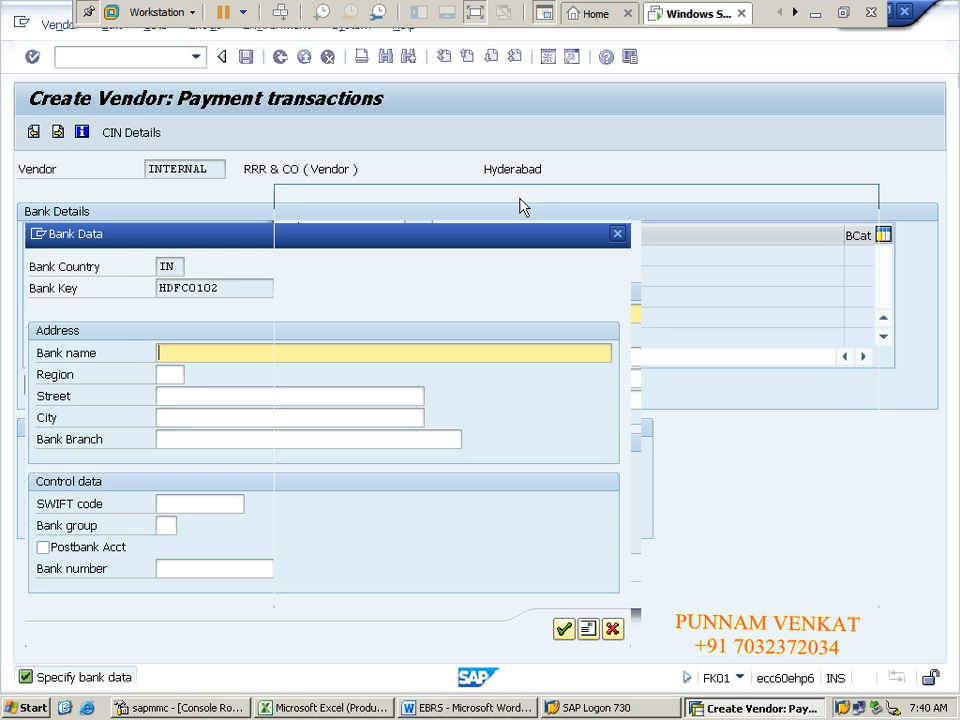 Workstation
Home
Windows S...
Create Vendor: Payment transactions
CIN Details
Vendor INTERNAL RRR & CO ( Vendor ) Hyderabad
Bank Details
Bank Data
BCat
Bank Country IN
Bank Key HDFC0102
Address
Bank name
Region
Street
City
Bank Branch
Control data
SWIFT code
Bank group
Postbank Acct
Bank number
PUNNAM VENKAT
+91 7032372034
Specify bank data
SAP
FK01 ecc60ehp6 INS
Start
sapmmc - [Console Ro...
Microsoft Excel (Produ...
EBRS - Microsoft Word...
SAP Logon 730
Create Vendor: Pay...
7:40 AM